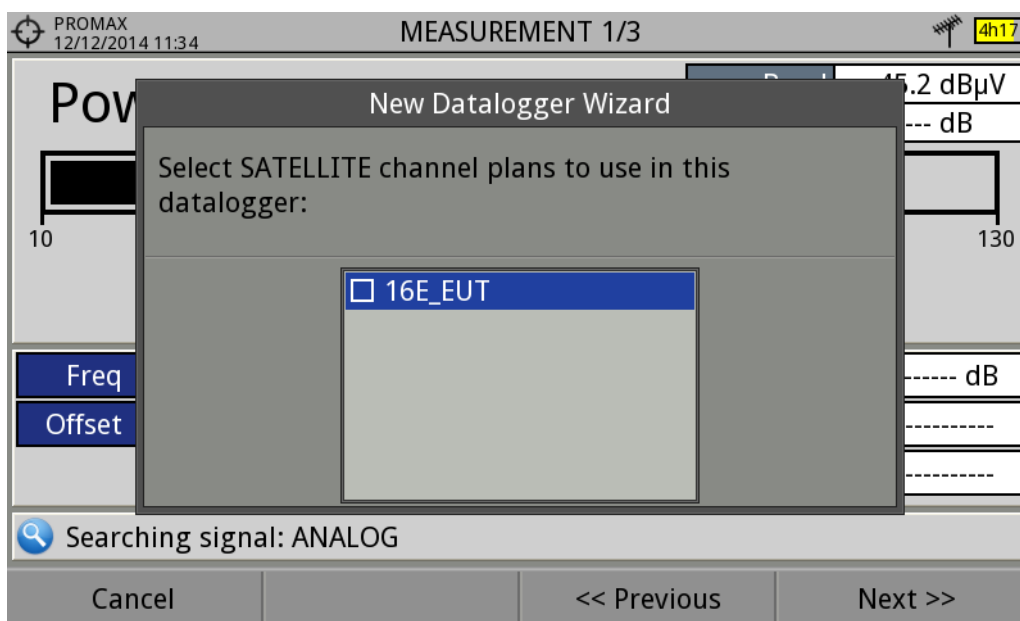 PROMAX
12/12/2014 11:34
MEASUREMENT 1/3
4h17
New Datalogger Wizard
Select SATELLITE channel plans to use in this
datalogger:
16E_EUT
.2 dBµV
--- dB
10
130
Freq
------ dB
Offset
----------
----------
Searching signal: ANALOG
Cancel
<< Previous
Next >>